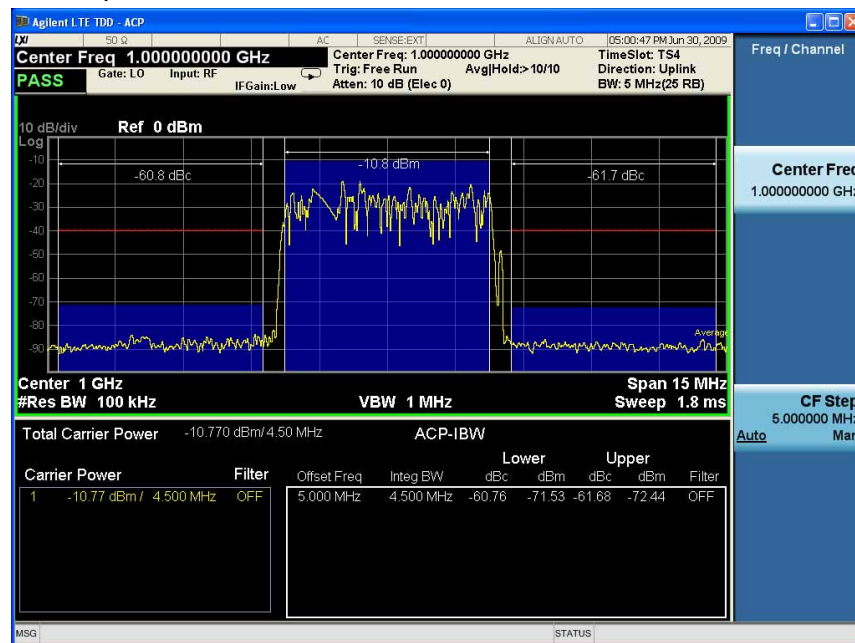 Agilent LTE TDD - ACP
LXI 50 Ω AC SENSE:EXT ALIGN AUTO 05:00:47 PM Jun 30, 2009
Center Freq 1.000000000 GHz
Center Freq: 1.000000000 GHz
TimeSlot: TS4
Gate: LO Input: RF
Trig: Free Run Avg|Hold:>10/10
Direction: Uplink
PASS
IFGain:Low
Atten: 10 dB (Elec 0)
BW: 5 MHz(25 RB)
10 dB/div Ref 0 dBm
Log
-10
-20
-30
-40
-50
-60
-70
-80
-90
-60.8 dBc
-10.8 dBm
-61.7 dBc
Average
Center 1 GHz Span 15 MHz
#Res BW 100 kHz VBW 1 MHz Sweep 1.8 ms
Total Carrier Power -10.770 dBm/ 4.50 MHz ACP-IBW
Lower Upper
Carrier Power Filter Offset Freq Integ BW dBc dBm dBc dBm Filter
1 -10.77 dBm / 4.500 MHz OFF 5.000 MHz 4.500 MHz -60.76 -71.53 -61.68 -72.44 OFF
MSG STATUS
Freq / Channel
Center Freq
1.000000000 GHz
CF Step
5.000000 MHz
Auto Man